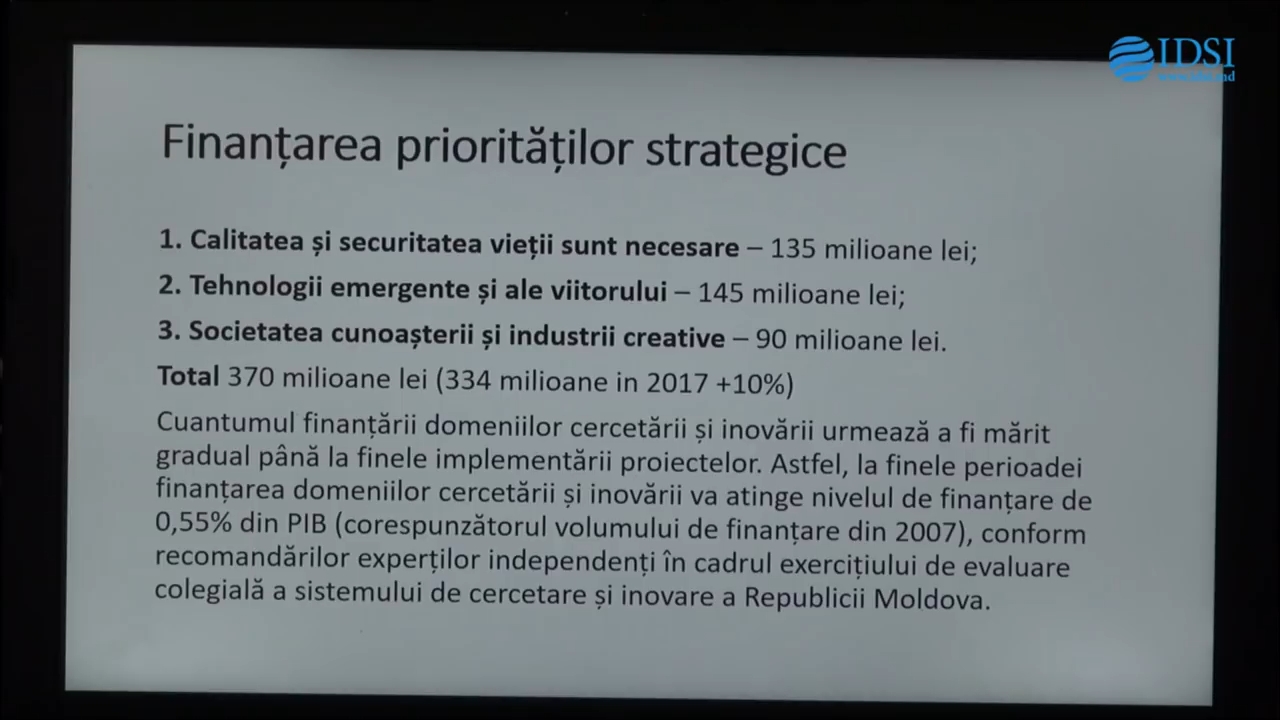 IDSI
www.idsi.md
Finanțarea priorităților strategice
1. Calitatea și securitatea vieții sunt necesare – 135 milioane lei;
2. Tehnologii emergente și ale viitorului – 145 milioane lei;
3. Societatea cunoașterii și industrii creative – 90 milioane lei.
Total 370 milioane lei (334 milioane in 2017 +10%)
Cuantumul finanțării domeniilor cercetării și inovării urmează a fi mărit
gradual până la finele implementării proiectelor. Astfel, la finele perioadei
finanțarea domeniilor cercetării și inovării va atinge nivelul de finanțare de
0,55% din PIB (corespunzătorul volumului de finanțare din 2007), conform
recomandărilor experților independenți în cadrul exercițiului de evaluare
colegială a sistemului de cercetare și inovare a Republicii Moldova.